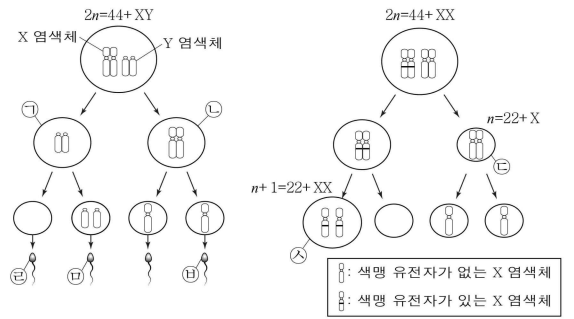 2n=44+XY
X 염색체
Y 염색체
㉠
㉡
㉣
㉤
㉥
2n=44+XX
n=22+X
㉢
n+1=22+XX
㉦
: 색맹 유전자가 없는 X 염색체
: 색맹 유전자가 있는 X 염색체